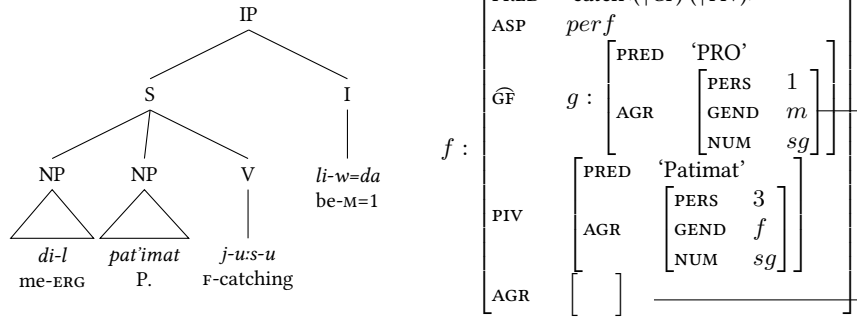 IP
S I
NP NP V li-w=da
be-M=1
di-l pat'imat j-u:s-u
me-ERG P. F-catching
ASP perf
PRED ‘PRO’
PERS 1
GF g : AGR GEND m
NUM sg
f :
PRED ‘Patimat’
PERS 3
PIV AGR GEND f
NUM sg
AGR [ ]